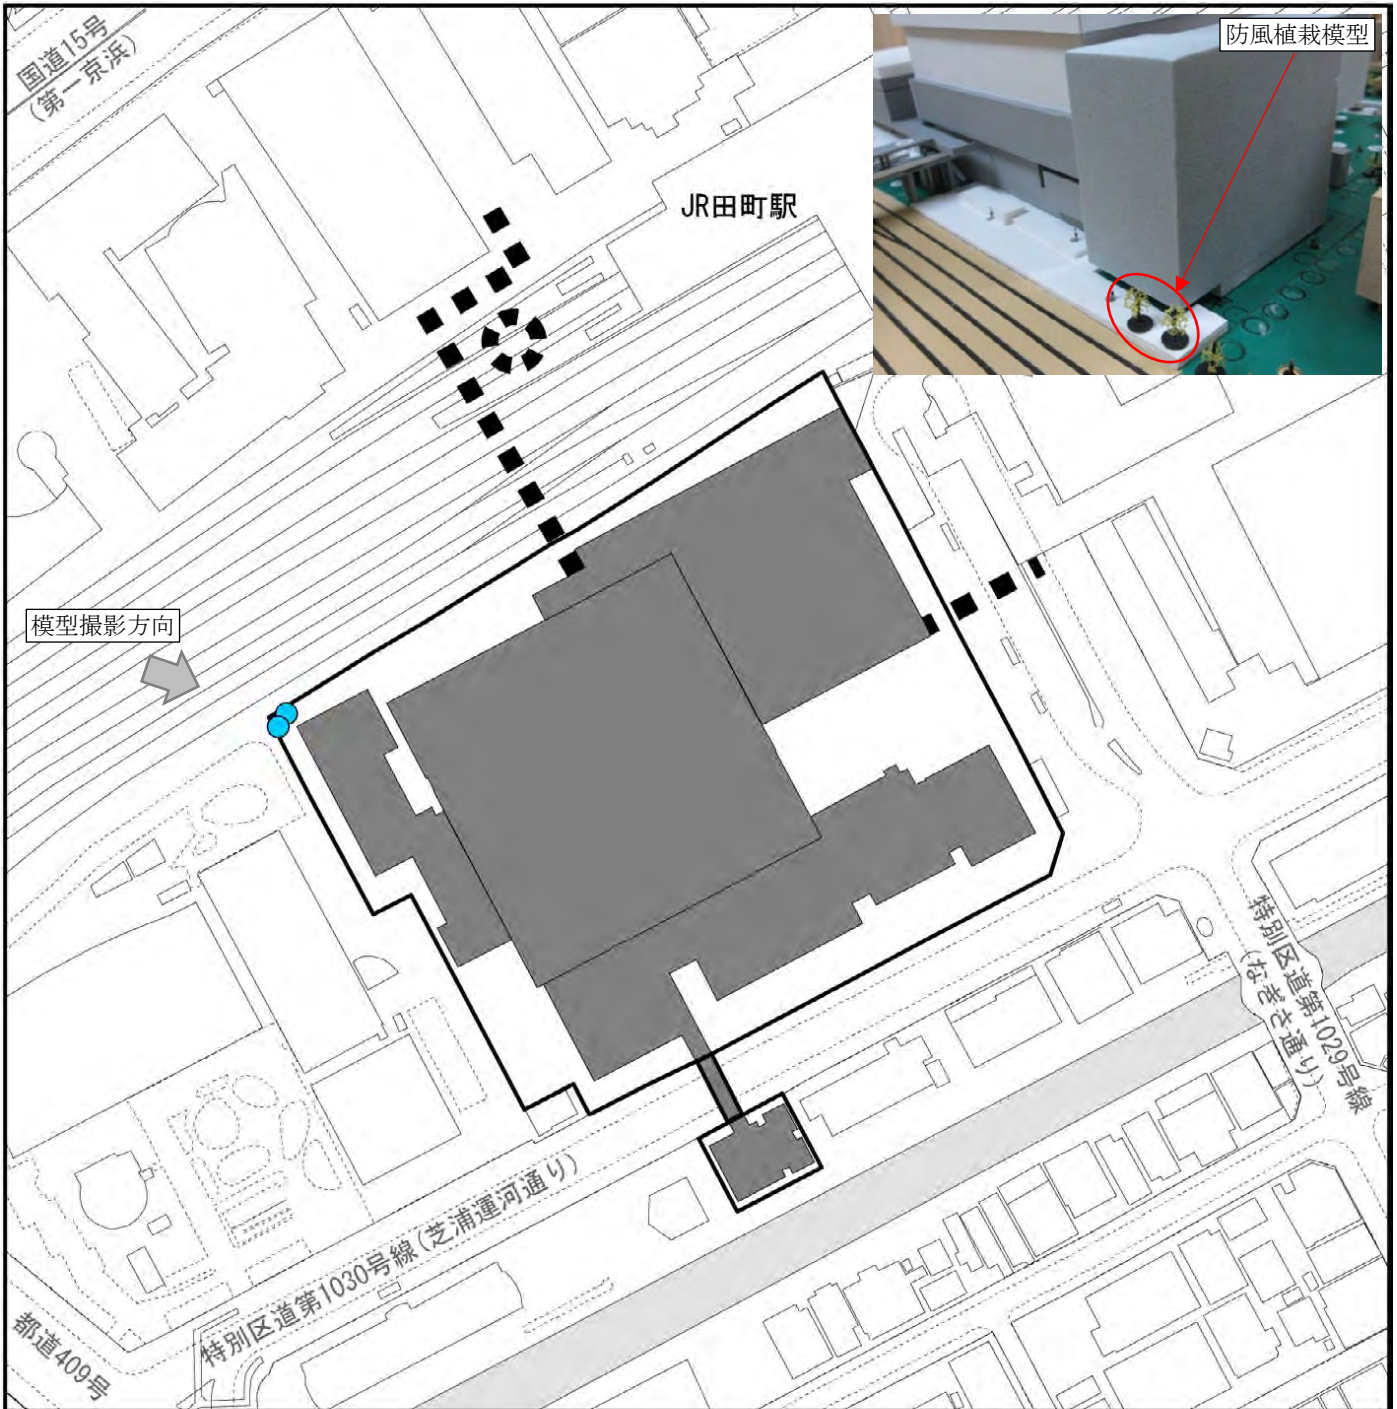 国道15号
(第一京浜)
防風植栽模型
JR田町駅
模型撮影方向
特別区道第1029号線
(なぎさ通り)
特別区道第1030号線(芝浦運河通り)
都道409号